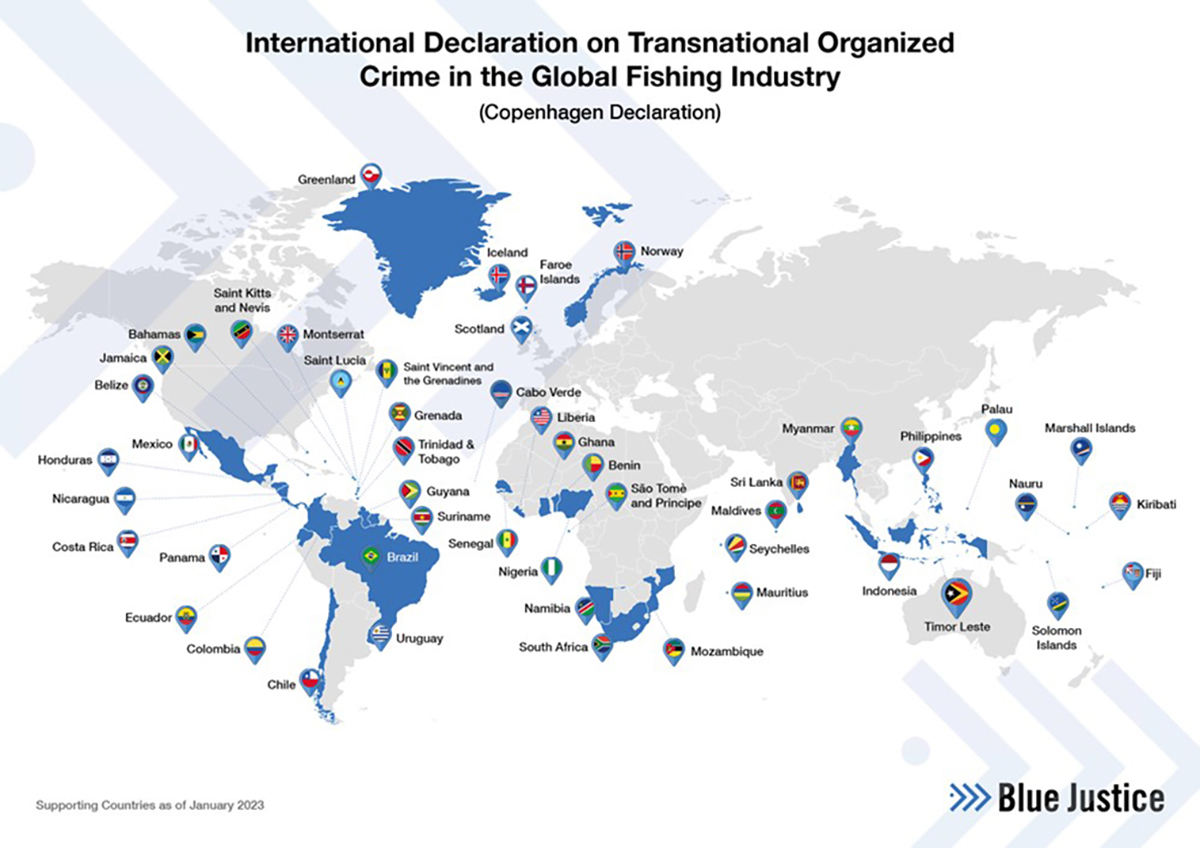 International Declaration on Transnational Organized
Crime in the Global Fishing Industry
(Copenhagen Declaration)
Greenland
Iceland
Faroe
Islands
Norway
Scotland
Saint Kitts
and Nevis
Bahamas
Montserrat
Jamaica
Saint Lucia
Saint Vincent and
the Grenadines
Belize
Cabo Verde
Grenada
Liberia
Mexico
Trinidad &
Tobago
Ghana
Honduras
Benin
Nicaragua
Guyana
São Tomè
and Principe
Suriname
Costa Rica
Senegal
Panama
Brazil
Nigeria
Ecuador
Namibia
Colombia
Uruguay
South Africa
Mozambique
Chile
Myanmar
Philippines
Palau
Marshall Islands
Sri Lanka
Nauru
Maldives
Kiribati
Seychelles
Mauritius
Indonesia
Fiji
Timor Leste
Solomon
Islands
Supporting Countries as of January 2023
Blue Justice